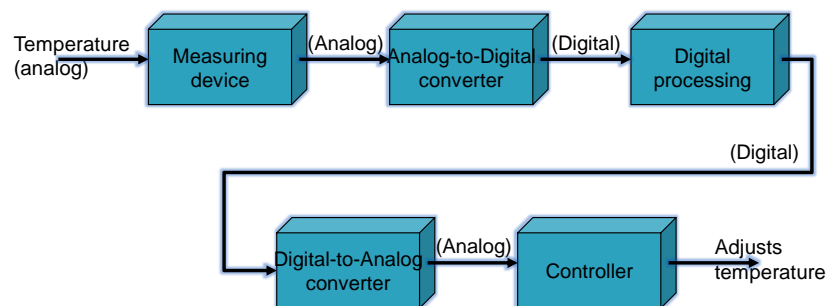 Temperature
(analog)
Measuring
device
(Analog)
Analog-to-Digital
converter
(Digital)
Digital
processing
(Digital)
Digital-to-Analog
converter
(Analog)
Controller
Adjusts
temperature